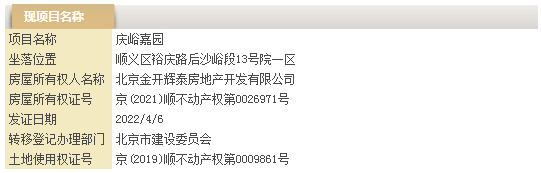 现项目名称
项目名称 庆峪嘉园
坐落位置 顺义区裕庆路后沙峪段13号院一区
房屋所有权人名称 北京金开辉泰房地产开发有限公司
房屋所有权证号 京(2021)顺不动产权第0026971号
发证日期 2022/4/6
转移登记办理部门 北京市建设委员会
土地使用权证号 京(2019)顺不动产权第0009861号